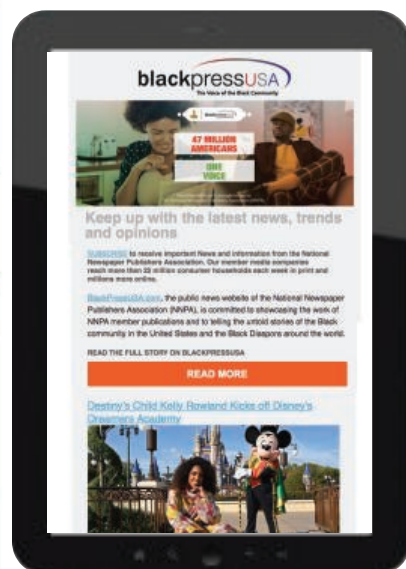 blackpressUSA
The Voice of the Black Community
47 MILLION
AMERICANS
ONE
VOICE
Keep up with the latest news, trends
and opinions
SUBSCRIBE to receive important News and information from the National
Newspaper Publishers Association. Our member media companies
reach more than 22 million consumer households each week in print and
millions more online.
BlackPressUSA.com, the public news website of the National Newspaper
Publishers Association (NNPA), is committed to showcasing the work of
NNPA member publications and to telling the untold stories of the Black
community in the United States and the Black Diaspora around the world.
READ THE FULL STORY ON BLACKPRESSUSA
READ MORE
Destiny's Child Kelly Rowland Kicks off Disney's
Dreamers Academy